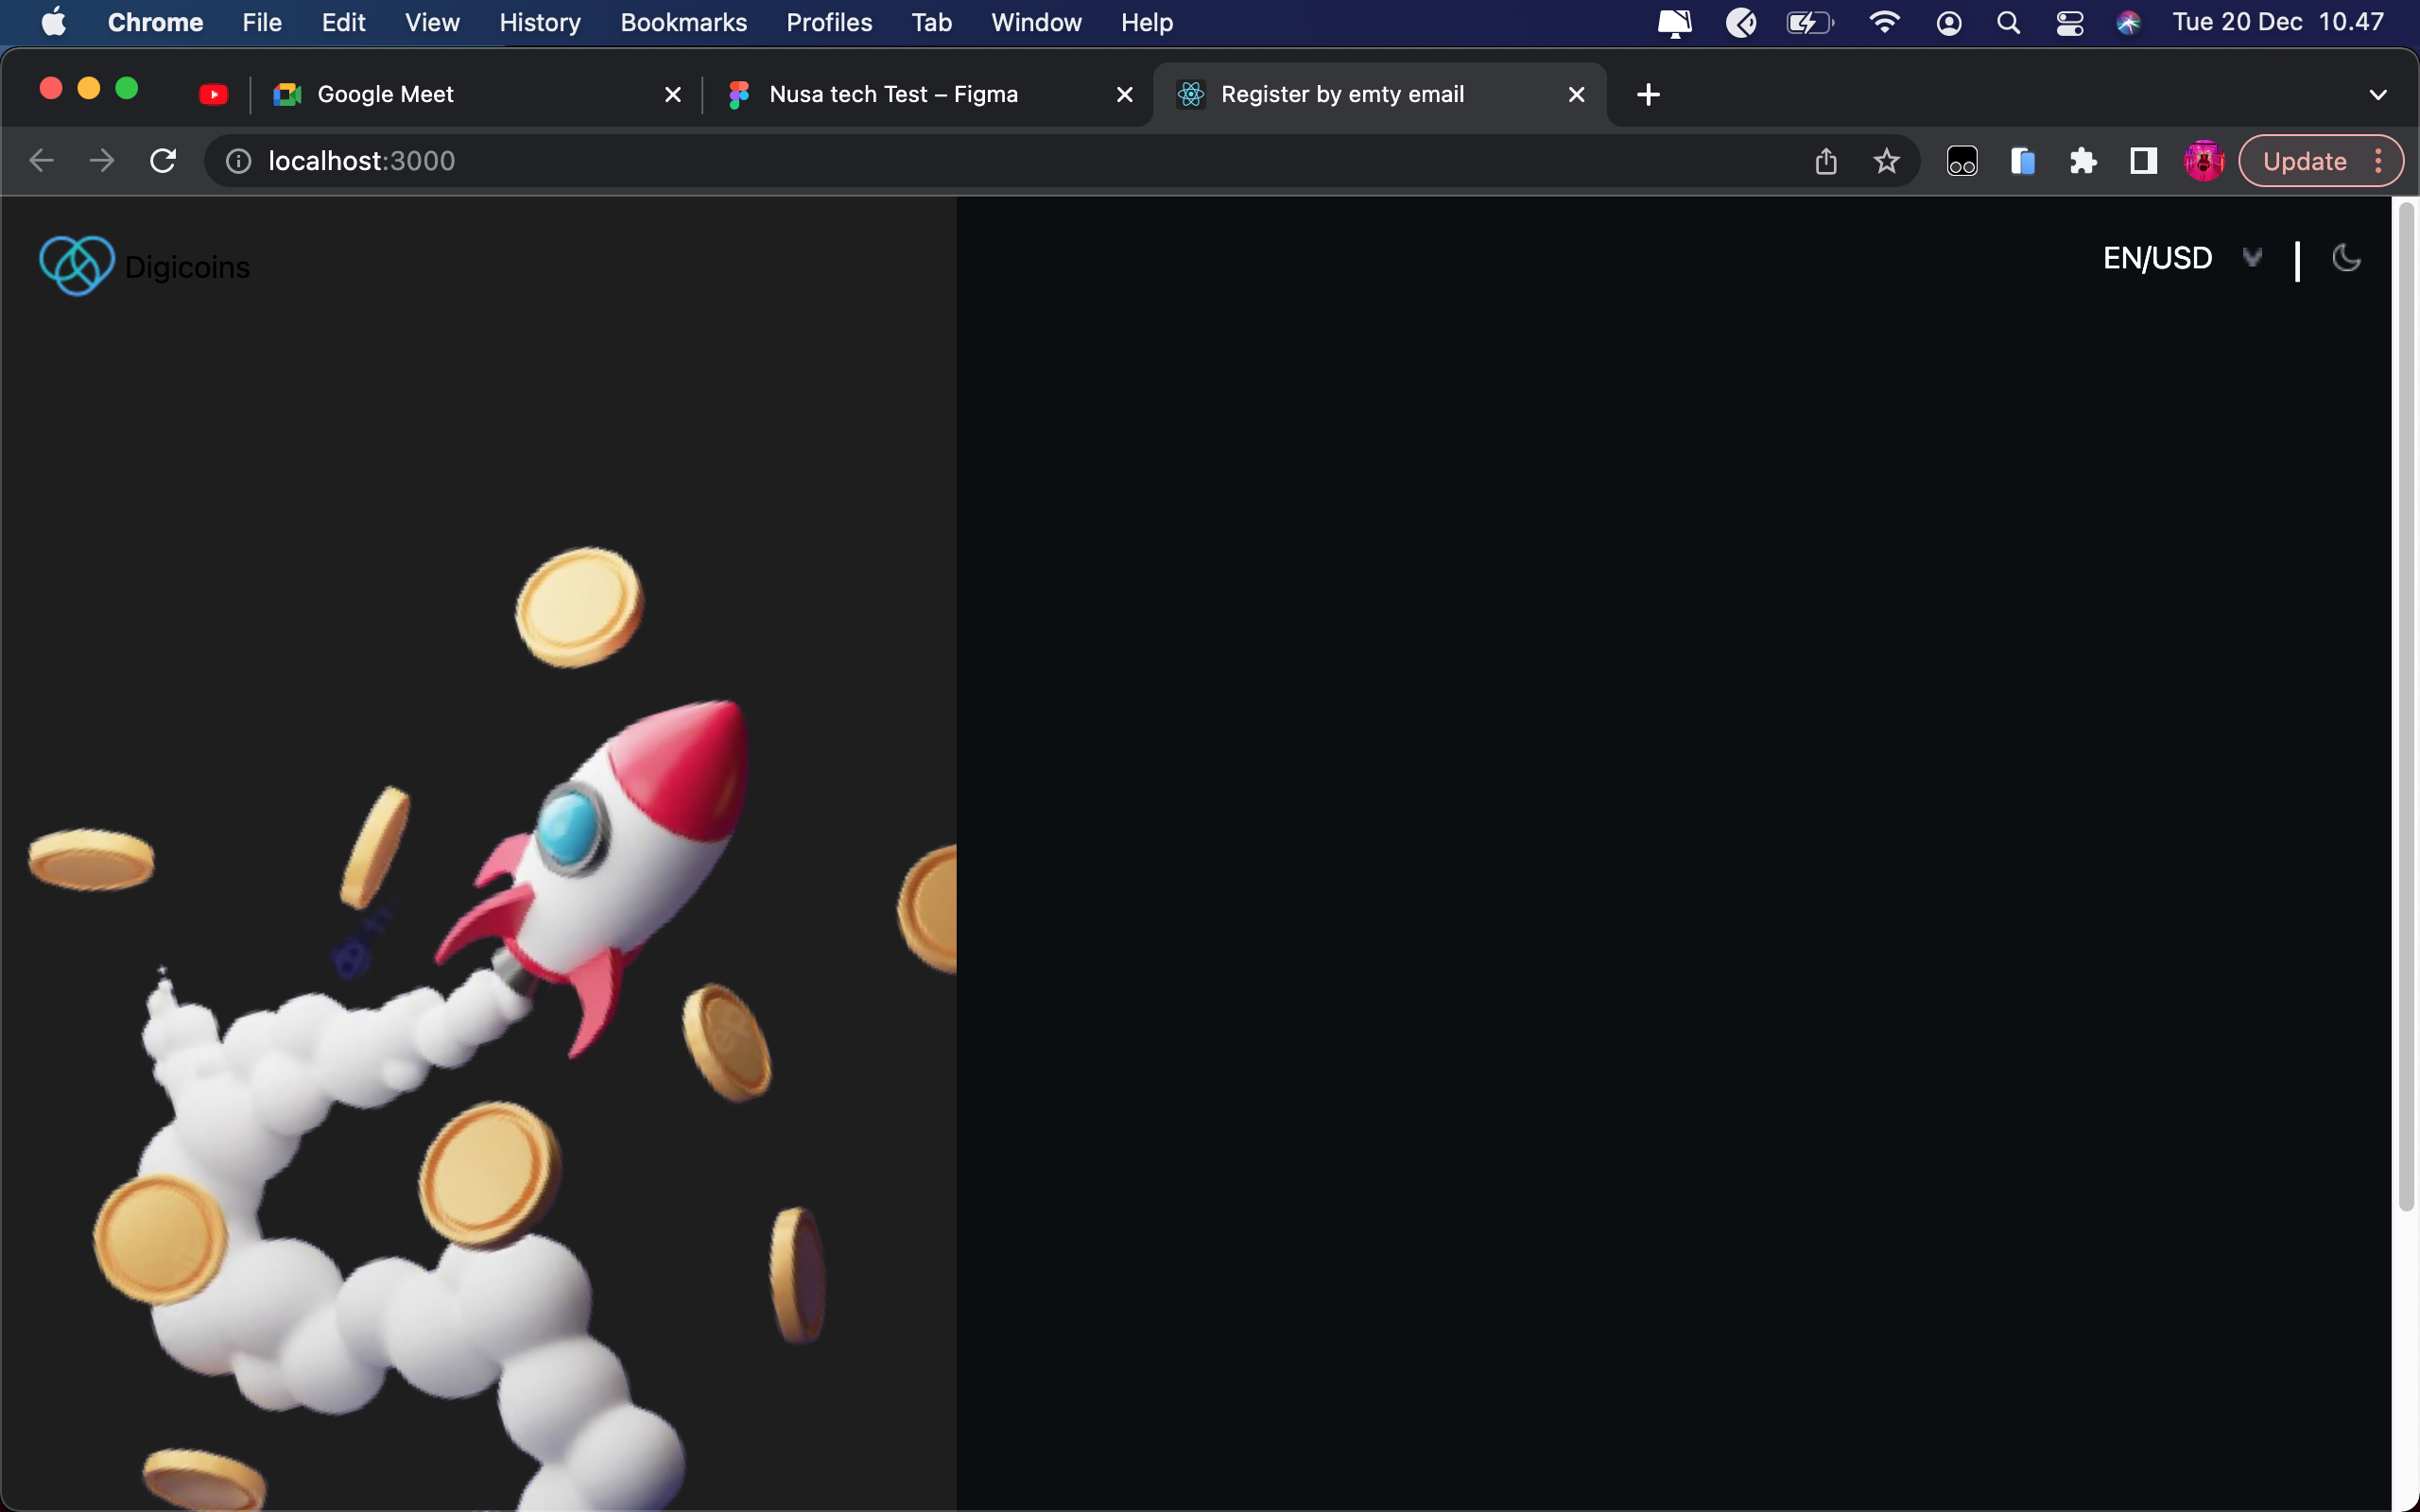 Chrome File Edit View History Bookmarks Profiles Tab Window Help Tue 20 Dec 10.47
Google Meet Nusa tech Test – Figma Register by emty email
localhost:3000 Update
Digicoins EN/USD